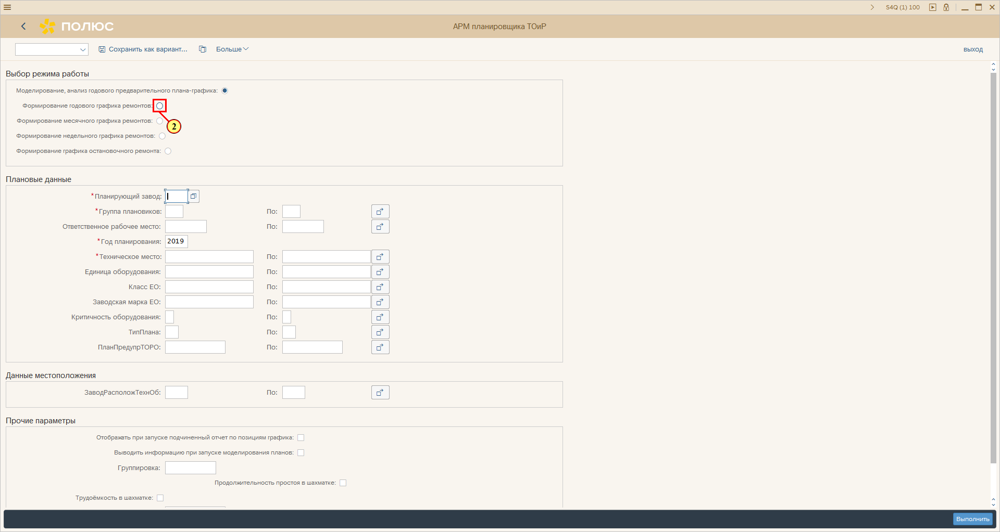 S4Q (1) 100
ПОЛЮС
АРМ планировщика ТОиР
Сохранить как вариант...
Больше
ВЫХОД
Выбор режима работы
Моделирование, анализ годового предварительного плана-графика:
Формирование годового графика ремонтов:
Формирование месячного графика ремонтов:
2
Формирование недельного графика ремонтов:
Формирование графика остановочного ремонта:
Плановые данные
*Планирующий завод:
*Группа плановиков: По:
Ответственное рабочее место: По:
*Год планирования: 2019
*Техническое место: По:
Единица оборудования: По:
Класс ЕО: По:
Заводская марка ЕО: По:
Критичность оборудования: По:
ТипПлана: По:
ПланПредупрТОРО: По:
Данные местоположения
ЗаводРасположТехнОб: По:
Прочие параметры
Отображать при запуске подчиненный отчет по позициям графика:
Выводить информацию при запуске моделирования планов:
Группировка:
Продолжительность простоя в шахматке:
Трудоёмкость в шахматке:
Выполнить